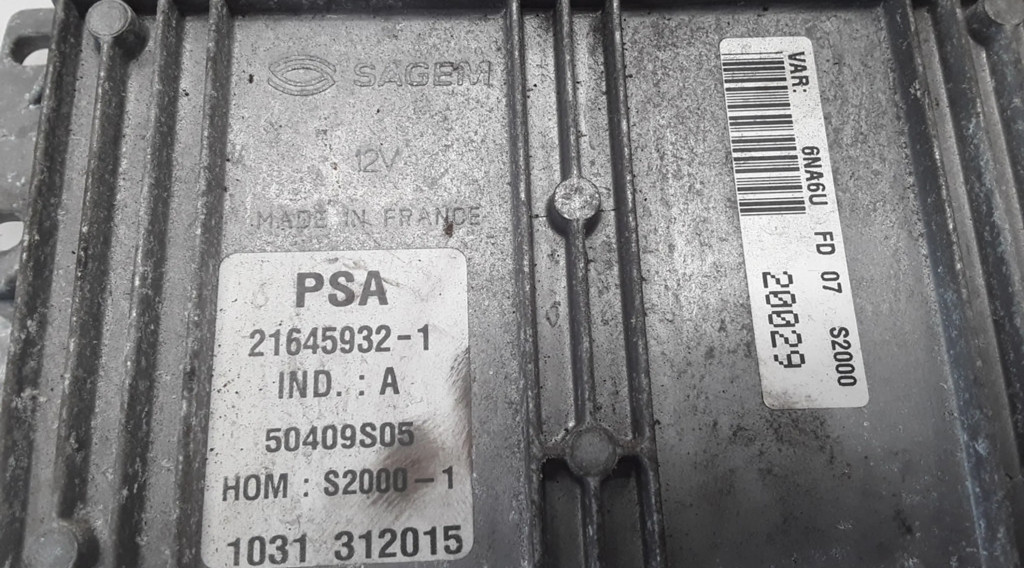 SAGEM
12V
MADE IN FRANCE
PSA
21645932-1
IND. : A
50409S05
HOM : S2000-1
1031 312015
VAR: 6NA6U FD 07 S2000
20029